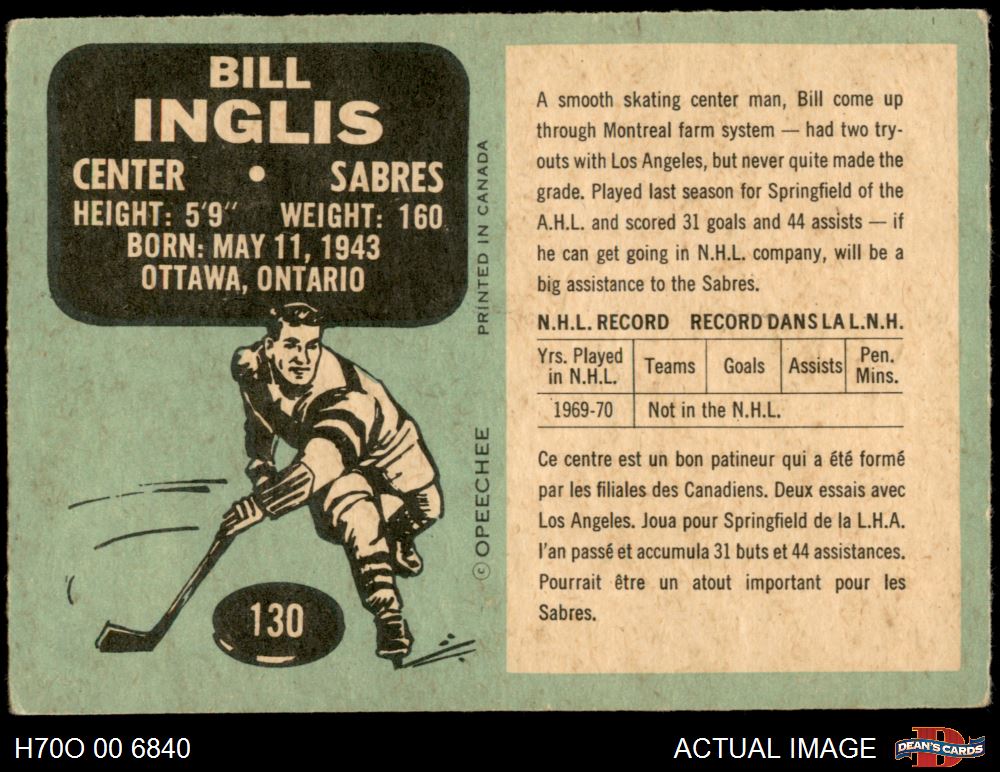 BILL
INGLIS
CENTER • SABRES
HEIGHT: 5'9" WEIGHT: 160
BORN: MAY 11, 1943
OTTAWA, ONTARIO
PRINTED IN CANADA
© OPEECHEE
130
A smooth skating center man, Bill come up
through Montreal farm system — had two try-
outs with Los Angeles, but never quite made the
grade. Played last season for Springfield of the
A.H.L. and scored 31 goals and 44 assists — if
he can get going in N.H.L. company, will be a
big assistance to the Sabres.
N.H.L. RECORD RECORD DANS LA L.N.H.
Yrs. Played
in N.H.L.
Teams
Goals
Assists
Pen.
Mins.
1969-70 Not in the N.H.L.
Ce centre est un bon patineur qui a été formé
par les filiales des Canadiens. Deux essais avec
Los Angeles. Joua pour Springfield de la L.H.A.
l'an passé et accumula 31 buts et 44 assistances.
Pourrait être un atout important pour les
Sabres.
H70O 00 6840 ACTUAL IMAGE
DEAN'S CARDS